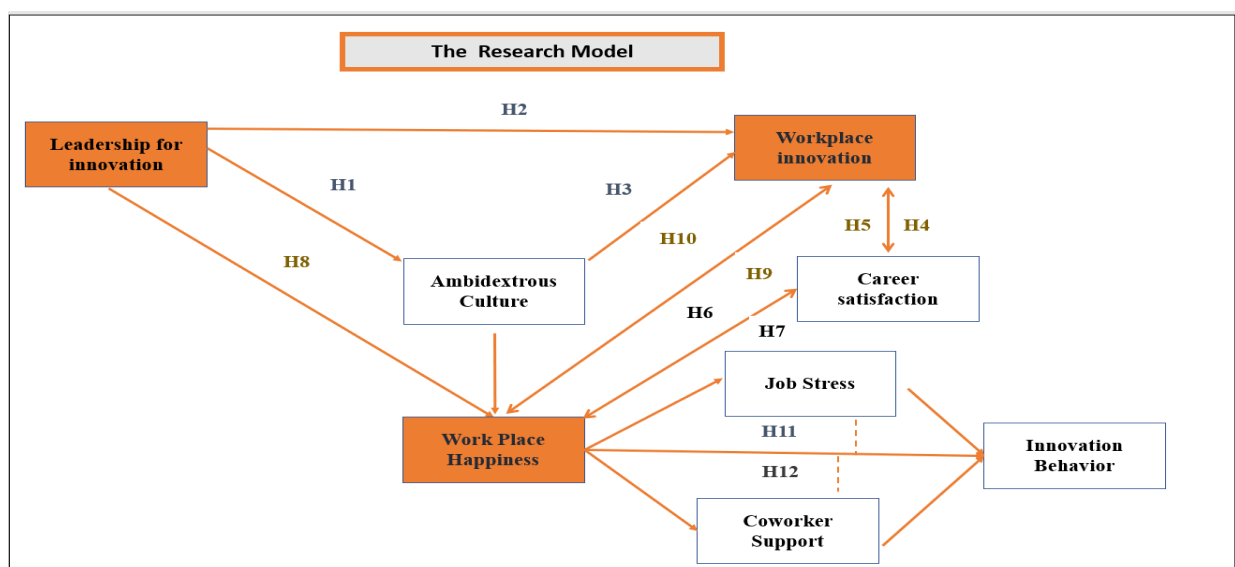 The Research Model
H2
Leadership for
innovation
Workplace
innovation
H1
H3
H10
H5
H4
H8
Ambidextrous
Culture
H9
Career
satisfaction
H6
H7
Job Stress
Work Place
Happiness
H11
H12
Innovation
Behavior
Coworker
Support